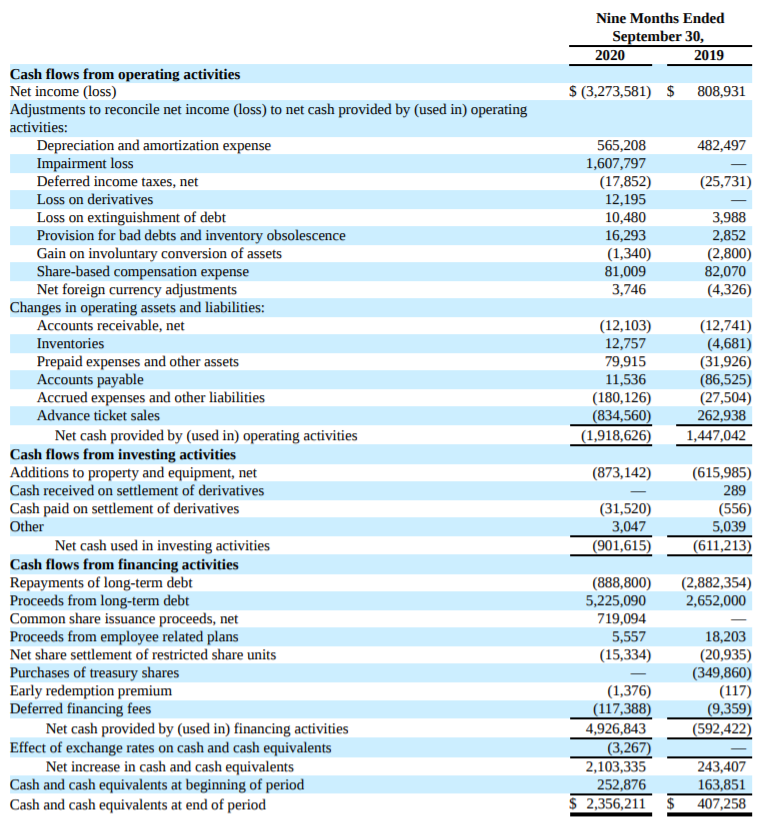 Nine Months Ended
September 30,
2020 2019
Cash flows from operating activities
Net income (loss) $ (3,273,581) $ 808,931
Adjustments to reconcile net income (loss) to net cash provided by (used in) operating
activities:
Depreciation and amortization expense 565,208 482,497
Impairment loss 1,607,797 —
Deferred income taxes, net (17,852) (25,731)
Loss on derivatives 12,195 —
Loss on extinguishment of debt 10,480 3,988
Provision for bad debts and inventory obsolescence 16,293 2,852
Gain on involuntary conversion of assets (1,340) (2,800)
Share-based compensation expense 81,009 82,070
Net foreign currency adjustments 3,746 (4,326)
Changes in operating assets and liabilities:
Accounts receivable, net (12,103) (12,741)
Inventories 12,757 (4,681)
Prepaid expenses and other assets 79,915 (31,926)
Accounts payable 11,536 (86,525)
Accrued expenses and other liabilities (180,126) (27,504)
Advance ticket sales (834,560) 262,938
Net cash provided by (used in) operating activities (1,918,626) 1,447,042
Cash flows from investing activities
Additions to property and equipment, net (873,142) (615,985)
Cash received on settlement of derivatives — 289
Cash paid on settlement of derivatives (31,520) (556)
Other 3,047 5,039
Net cash used in investing activities (901,615) (611,213)
Cash flows from financing activities
Repayments of long-term debt (888,800) (2,882,354)
Proceeds from long-term debt 5,225,090 2,652,000
Common share issuance proceeds, net 719,094 —
Proceeds from employee related plans 5,557 18,203
Net share settlement of restricted share units (15,334) (20,935)
Purchases of treasury shares — (349,860)
Early redemption premium (1,376) (117)
Deferred financing fees (117,388) (9,359)
Net cash provided by (used in) financing activities 4,926,843 (592,422)
Effect of exchange rates on cash and cash equivalents (3,267) —
Net increase in cash and cash equivalents 2,103,335 243,407
Cash and cash equivalents at beginning of period 252,876 163,851
Cash and cash equivalents at end of period $ 2,356,211 $ 407,258